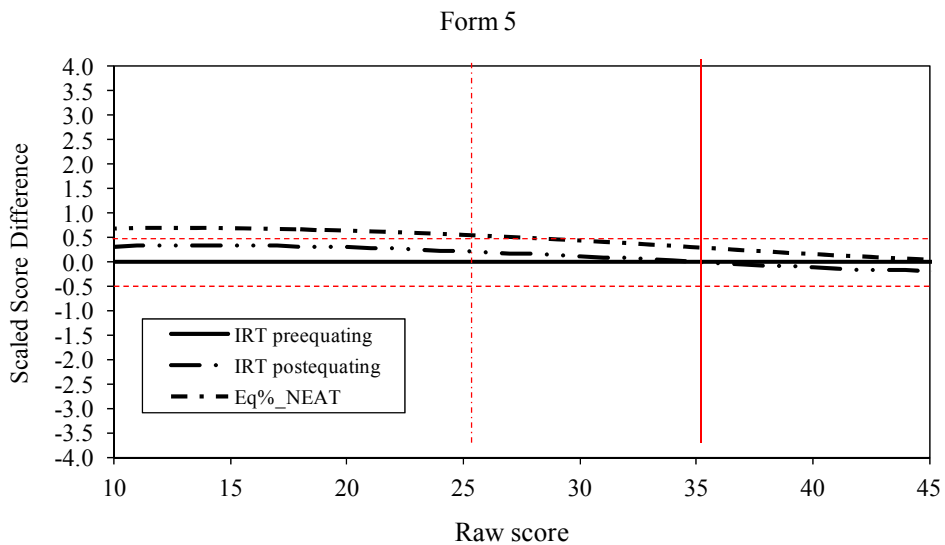 Form 5
Scaled Score Difference
4.0
3.5
3.0
2.5
2.0
1.5
1.0
0.5
0.0
-0.5
-1.0
-1.5
-2.0
-2.5
-3.0
-3.5
-4.0
IRT preequating
IRT postequating
Eq%_NEAT
10 15 20 25 30 35 40 45
Raw score